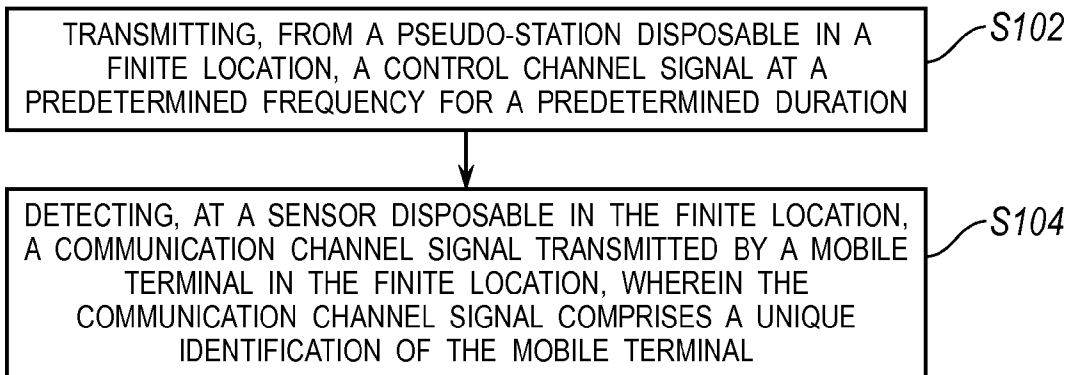 TRANSMITTING, FROM A PSEUDO-STATION DISPOSABLE IN A
FINITE LOCATION, A CONTROL CHANNEL SIGNAL AT A
PREDETERMINED FREQUENCY FOR A PREDETERMINED DURATION
S102
DETECTING, AT A SENSOR DISPOSABLE IN THE FINITE LOCATION,
A COMMUNICATION CHANNEL SIGNAL TRANSMITTED BY A MOBILE
TERMINAL IN THE FINITE LOCATION, WHEREIN THE
COMMUNICATION CHANNEL SIGNAL COMPRISES A UNIQUE
IDENTIFICATION OF THE MOBILE TERMINAL
S104